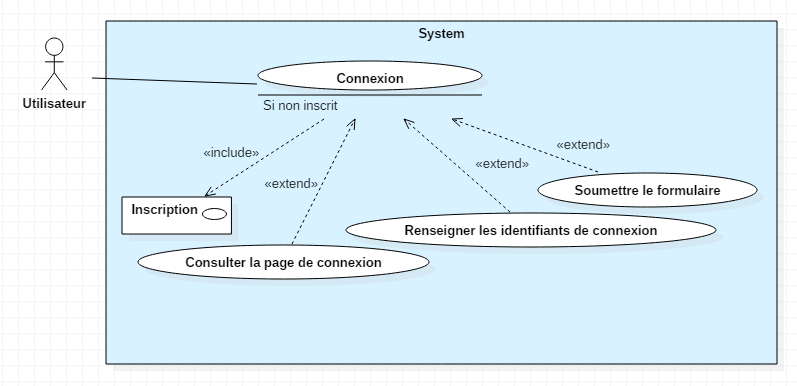 System
Connexion
Utilisateur
Si non inscrit
«include»
«extend»
«extend»
«extend»
Soumettre le formulaire
Inscription
Renseigner les identifiants de connexion
Consulter la page de connexion